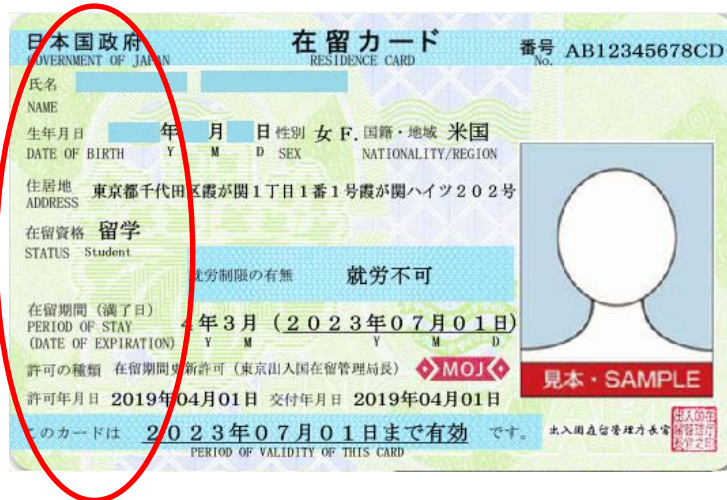 日本国政府 在留カード 番号 AB12345678CD
GOVERNMENT OF JAPAN RESIDENCE CARD No.
氏名
NAME
生年月日 年 月 日 性別 女 F. 国籍・地域 米国
DATE OF BIRTH Y M D SEX NATIONALITY/REGION
住居地 東京都千代田区霞が関1丁目1番1号霞が関ハイツ202号
ADDRESS
在留資格 留学
STATUS Student
就労制限の有無 就労不可
在留期間(満了日) 4年3月(2023年07月01日)
PERIOD OF STAY
(DATE OF EXPIRATION) Y M Y M D
許可の種類 在留期間更新許可(東京出入国在留管理局長) MOJ
見本・SAMPLE
許可年月日 2019年04月01日 交付年月日 2019年04月01日
このカードは 2023年07月01日まで有効 です。 出入国在留管理庁長官
PERIOD OF VALIDITY OF THIS CARD